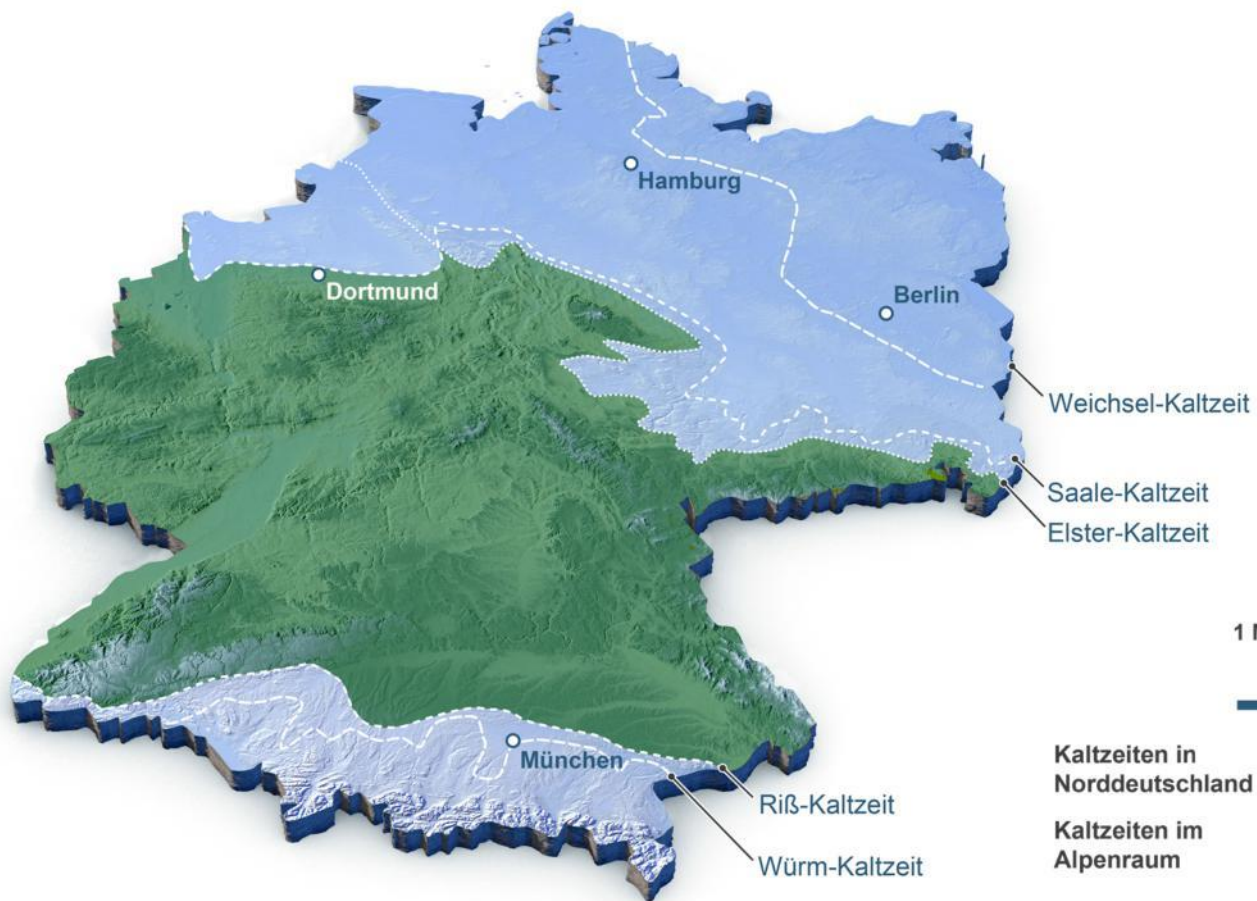 Hamburg
Dortmund
Berlin
Weichsel-Kaltzeit
Saale-Kaltzeit
Elster-Kaltzeit
München
Riß-Kaltzeit
Würm-Kaltzeit
Kaltzeiten in
Norddeutschland
Kaltzeiten im
Alpenraum